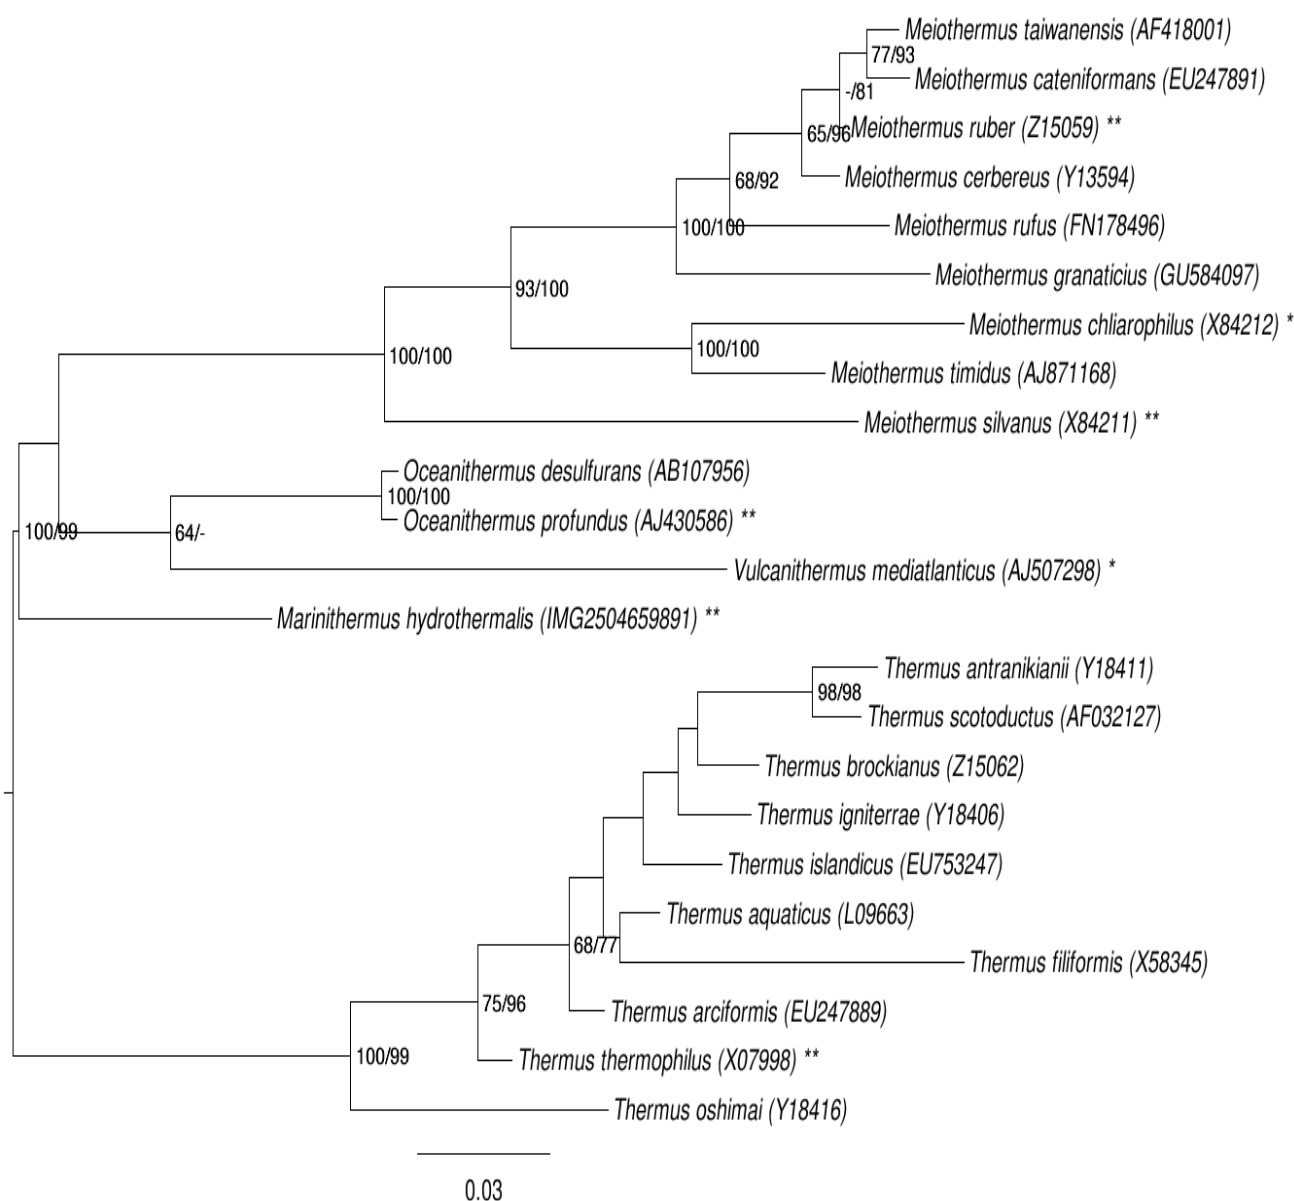 Meiothermus taiwanensis (AF418001)
77/93
Meiothermus cateniformans (EU247891)
-/81
Meiothermus ruber (Z15059) **
65/96
Meiothermus cerbereus (Y13594)
68/92
Meiothermus rufus (FN178496)
100/100
Meiothermus granaticius (GU584097)
93/100
Meiothermus chliarophilus (X84212) *
100/100
100/100
Meiothermus timidus (AJ871168)
Meiothermus silvanus (X84211) **
Oceanithermus desulfurans (AB107956)
100/100
Oceanithermus profundus (AJ430586) **
100/99
64/-
Vulcanithermus mediatlanticus (AJ507298) *
Marinithermus hydrothermalis (IMG2504659891) **
Thermus antranikianii (Y18411)
98/98
Thermus scotoductus (AF032127)
Thermus brockianus (Z15062)
Thermus igniterrae (Y18406)
Thermus islandicus (EU753247)
Thermus aquaticus (L09663)
68/77
Thermus filiformis (X58345)
75/96
Thermus arciformis (EU247889)
100/99
Thermus thermophilus (X07998) **
Thermus oshimai (Y18416)
0.03